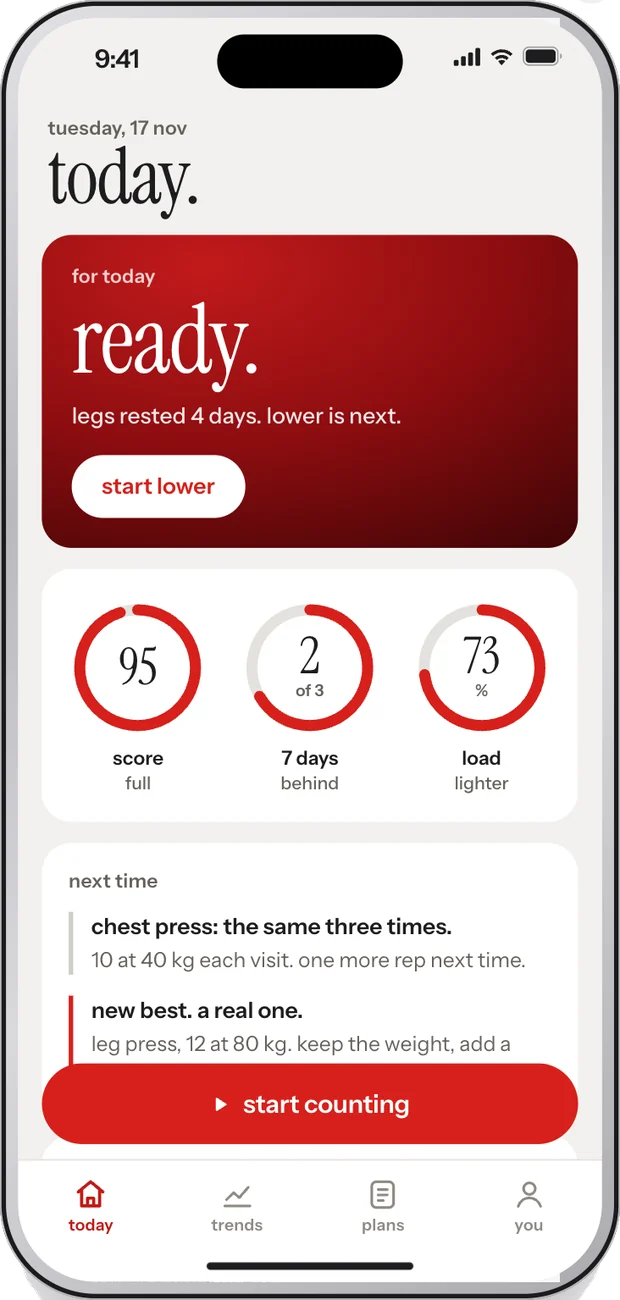 9:41
tuesday, 17 nov
today.
for today
ready.
legs rested 4 days. lower is next.
start lower
95
2
of 3
73
%
score
7 days
load
full
behind
lighter
next time
chest press: the same three times.
10 at 40 kg each visit. one more rep next time.
new best. a real one.
leg press, 12 at 80 kg. keep the weight, add a
start counting
today
trends
plans
you